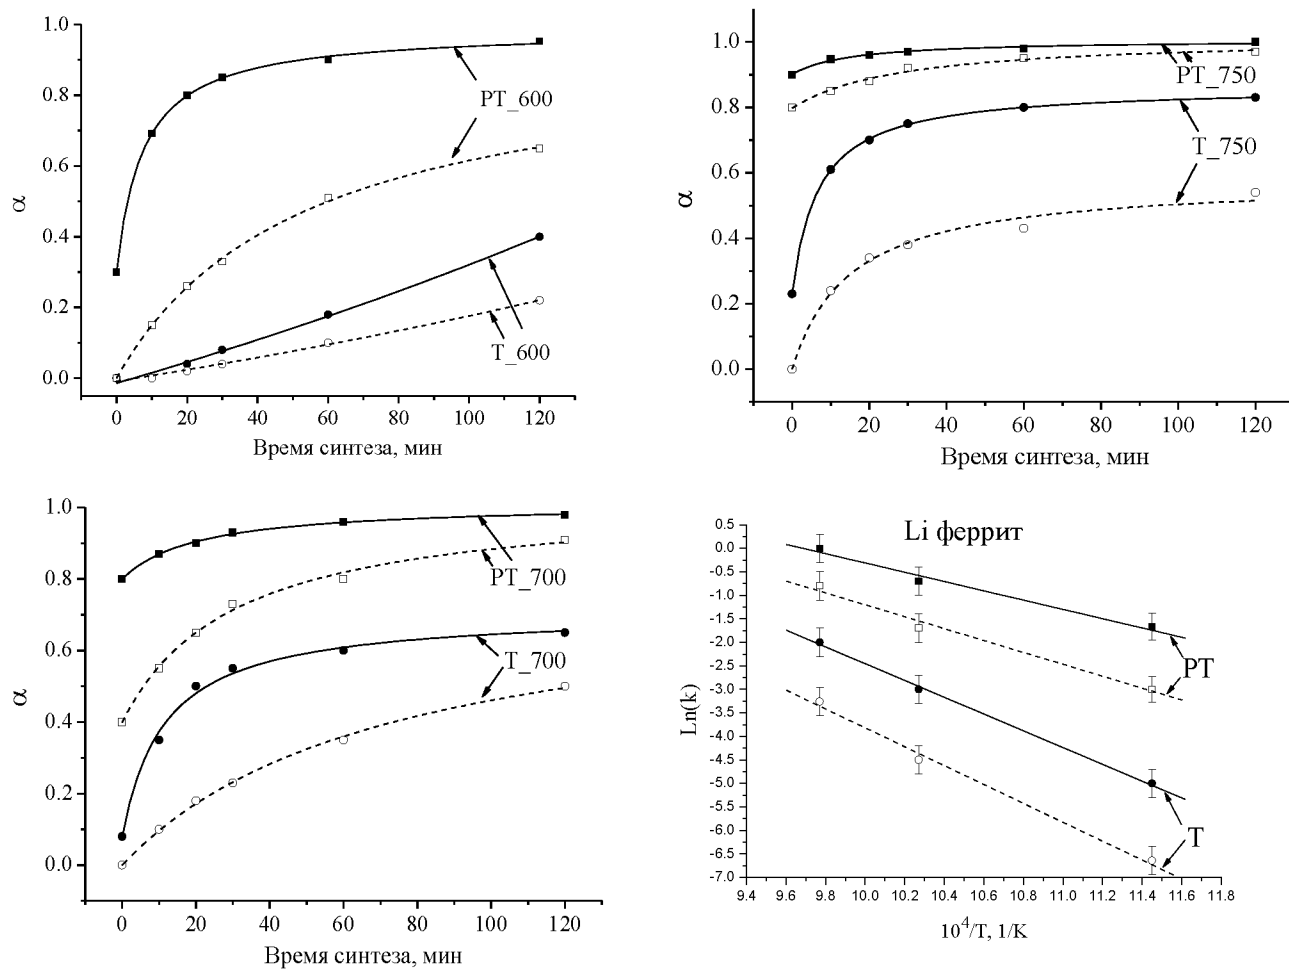 1.0
0.8
0.6
0.4
0.2
0.0
α
PT_600
T_600
0 20 40 60 80 100 120
Время синтеза, мин
1.0
0.8
0.6
0.4
0.2
0.0
α
PT_750
T_750
0 20 40 60 80 100 120
Время синтеза, мин
1.0
0.8
0.6
0.4
0.2
0.0
α
PT_700
T_700
0 20 40 60 80 100 120
Время синтеза, мин
Li феррит
0.5
0.0
-0.5
-1.0
-1.5
-2.0
-2.5
-3.0
-3.5
-4.0
-4.5
-5.0
-5.5
-6.0
-6.5
-7.0
Ln(k)
PT
T
9.4 9.6 9.8 10.0 10.2 10.4 10.6 10.8 11.0 11.2 11.4 11.6 11.8
10⁴/T, 1/K